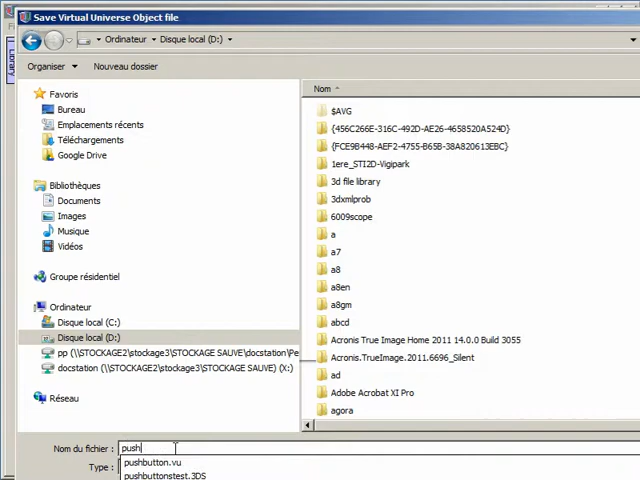 Save Virtual Universe Object file
Fi
Library
Ordinateur
Disque local (D:)
Organiser
Nouveau dossier
Nom
Favoris
Bureau
Emplacements récents
Téléchargements
Google Drive
Bibliothèques
Documents
Images
Musique
Vidéos
Groupe résidentiel
Ordinateur
Disque local (C:)
Disque local (D:)
pp (\\STOCKAGE2\stockage3\STOCKAGE SAUVE\docstation\Pe
docstation (\\STOCKAGE2\stockage3\STOCKAGE SAUVE) (X:)
Réseau
$AVG
{456C266E-316C-492D-AE26-4658520A524D}
{FCE9B448-AEF2-4755-B65B-38A820613EBC}
1ere_STI2D-Vigipark
3d file library
3dxmlprob
6009scope
a
a7
a8
a8en
a8gm
abcd
Acronis True Image Home 2011 14.0.0 Build 3055
Acronis.TrueImage.2011.6696_Silent
ad
Adobe Acrobat XI Pro
agora
Nom du fichier : push
Type :
pushbutton.vu
pushbuttonstest.3DS